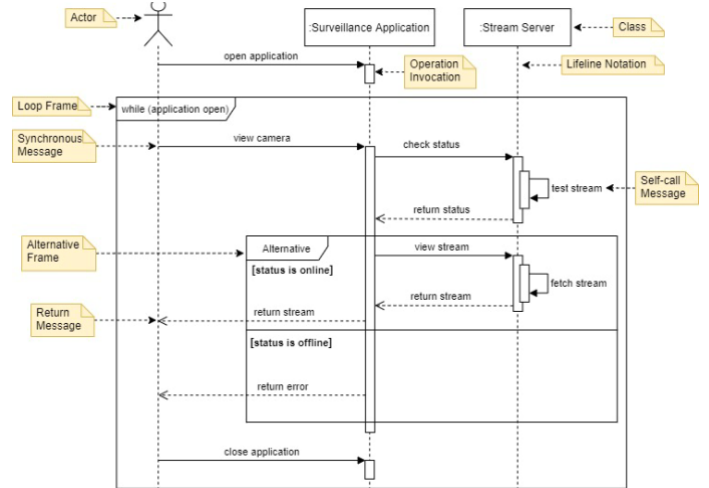 Actor
:Surveillance Application
:Stream Server
Class
open application
Operation
Invocation
Lifeline Notation
Loop Frame
while (application open)
Synchronous
Message
view camera
check status
test stream
Self-call
Message
return status
Alternative
Frame
Alternative
view stream
[status is online]
fetch stream
return stream
Return
Message
return stream
[status is offline]
return error
close application